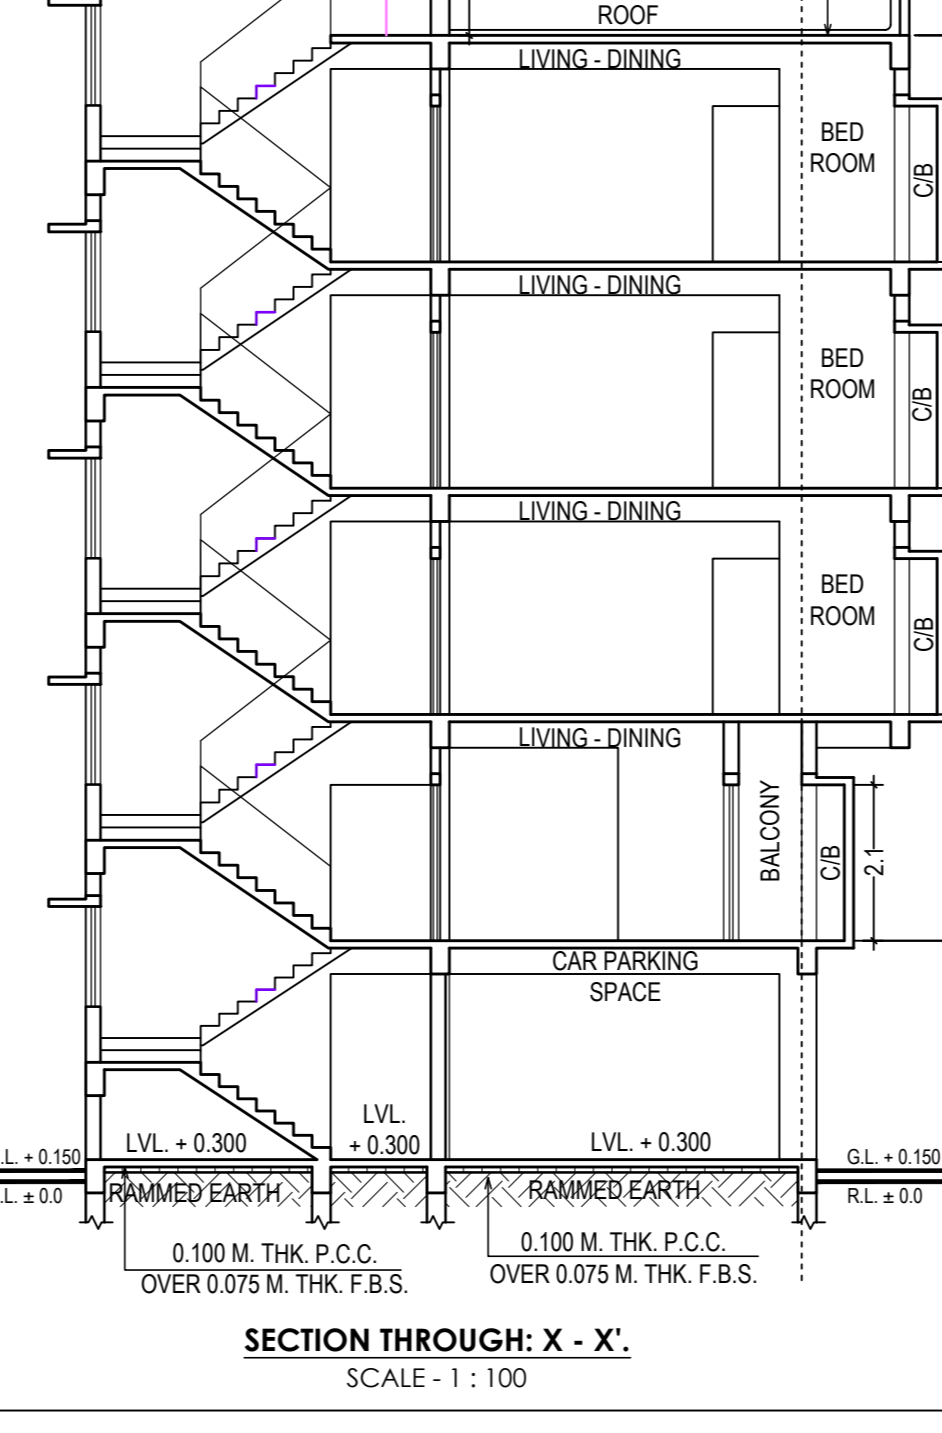 ROOF
LIVING - DINING
BED
ROOM
C/B
LIVING - DINING
BED
ROOM
C/B
LIVING - DINING
BED
ROOM
C/B
LIVING - DINING
BALCONY
C/B
2.1
CAR PARKING
SPACE
LVL.
+ 0.300
LVL. + 0.300
LVL. + 0.300
.L. + 0.150
G.L. + 0.150
.L. ± 0.0
R.L. ± 0.0
RAMMED EARTH
RAMMED EARTH
0.100 M. THK. P.C.C.
OVER 0.075 M. THK. F.B.S.
0.100 M. THK. P.C.C.
OVER 0.075 M. THK. F.B.S.
SECTION THROUGH: X - X'.
SCALE - 1 : 100